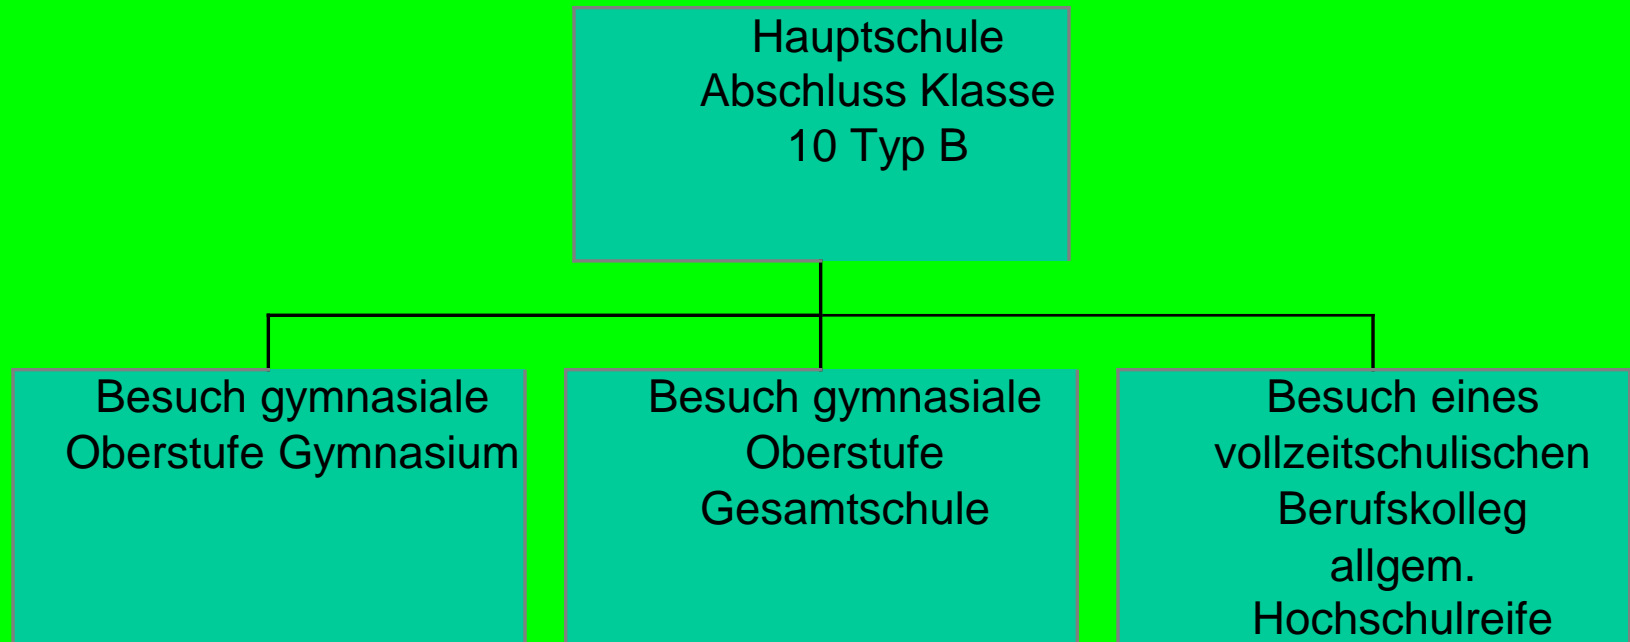 Hauptschule
Abschluss Klasse
10 Typ B
Besuch gymnasiale
Oberstufe Gymnasium
Besuch gymnasiale
Oberstufe
Gesamtschule
Besuch eines
vollzeitschulischen
Berufskolleg
allgem.
Hochschulreife